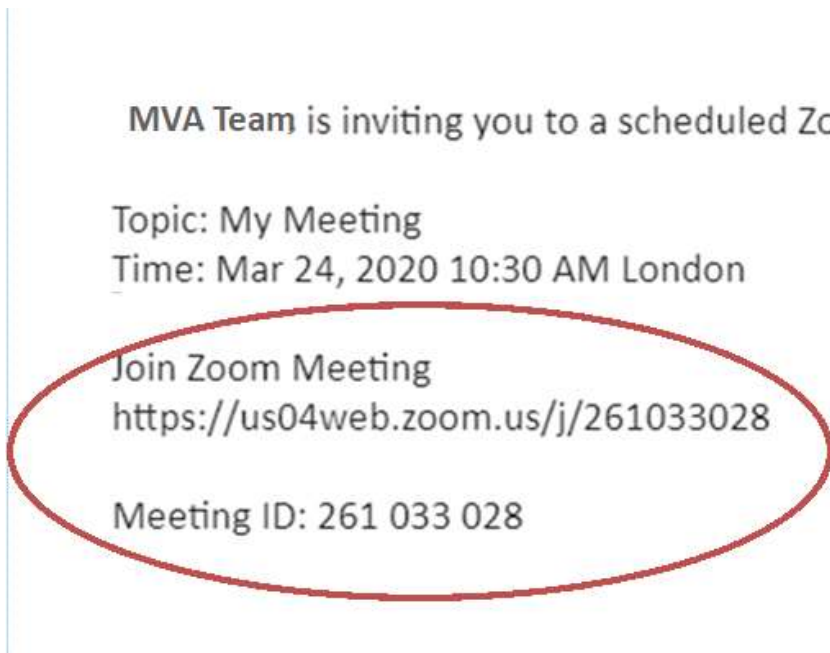 MVA Team is inviting you to a scheduled
Topic: My Meeting
Time: Mar 24, 2020 10:30 AM London
Join Zoom Meeting
https://us04web.zoom.us/j/261033028
Meeting ID: 261 033 028